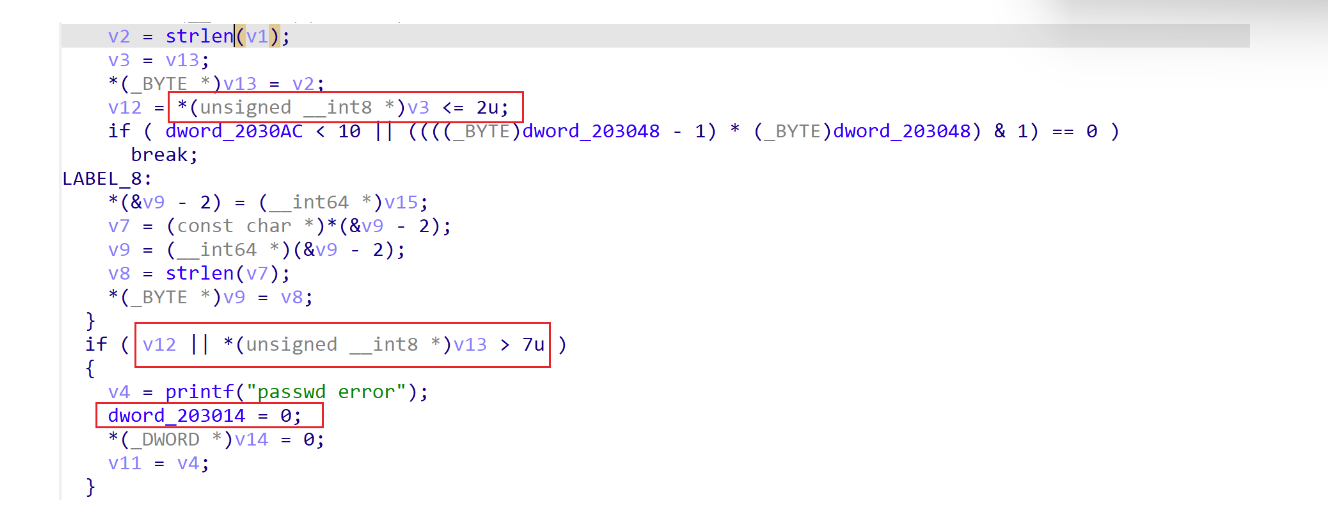 v2 = strlen(v1);
v3 = v13;
*(_BYTE *)v13 = v2;
v12 = *(unsigned __int8 *)v3 <= 2u;
if ( dword_2030AC < 10 || ((((_BYTE)dword_203048 - 1) * (_BYTE)dword_203048) & 1) == 0 )
break;
LABEL_8:
*(&v9 - 2) = (__int64 *)v15;
v7 = (const char *)*(&v9 - 2);
v9 = (__int64 *)(&v9 - 2);
v8 = strlen(v7);
*(_BYTE *)v9 = v8;
}
if ( v12 || *(unsigned __int8 *)v13 > 7u )
{
v4 = printf("passwd error");
dword_203014 = 0;
*(_DWORD *)v14 = 0;
v11 = v4;
}